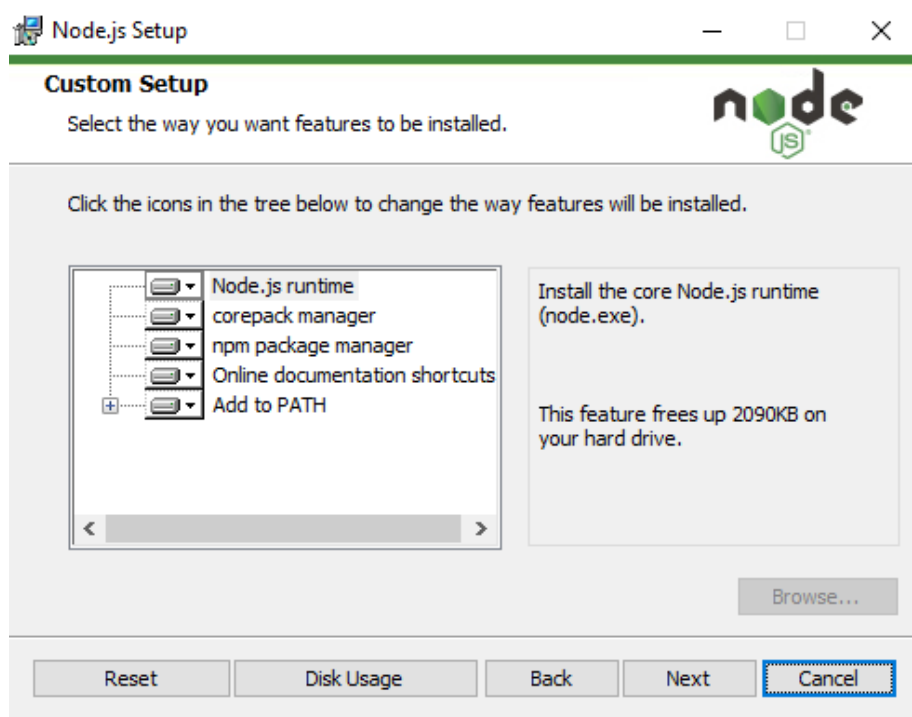 Node.js Setup
Custom Setup
Select the way you want features to be installed.
node
JS
Click the icons in the tree below to change the way features will be installed.
Node.js runtime
corepack manager
npm package manager
Online documentation shortcuts
Add to PATH
Install the core Node.js runtime
(node.exe).
This feature frees up 2090KB on
your hard drive.
Browse...
Reset
Disk Usage
Back
Next
Cancel